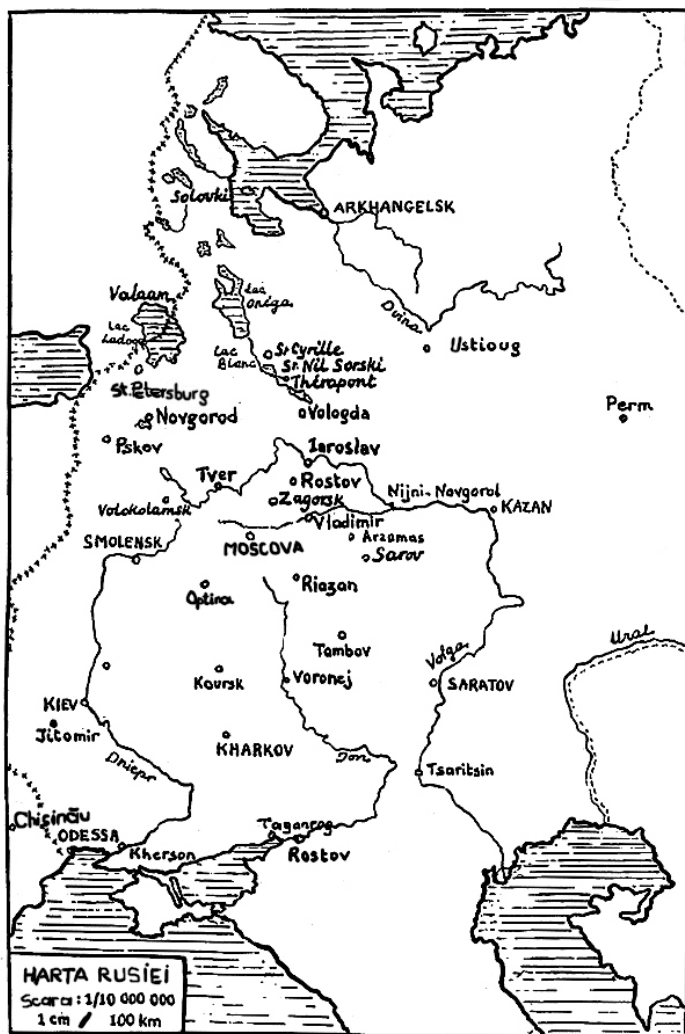 Solovki
ARKHANGELSK
Valaam
Lac
Onéga
Dvina
Lac
Ladoga
Lac
Blanc
St Cyrille
St Nil Sorski
Thérapont
Ustioug
St. Petersburg
Novgorod
Vologda
Perm
Pskov
Iaroslav
Tver
Rostov
Nijni-Novgorod
Zagorsk
Volokolamsk
KAZAN
Vladimir
SMOLENSK
MOSCOVA
Arzamas
Sarov
Optina
Riazan
Ural
Tambov
Volga
Koursk
Voronej
SARATOV
KIEV
Jitomir
KHARKOV
Dniepr
Don
Tsaritsin
Chişinău
Taganrog
ODESSA
Kherson
Rostov
HARTA RUSIEI
Scara: 1/10 000 000
1 cm / 100 km